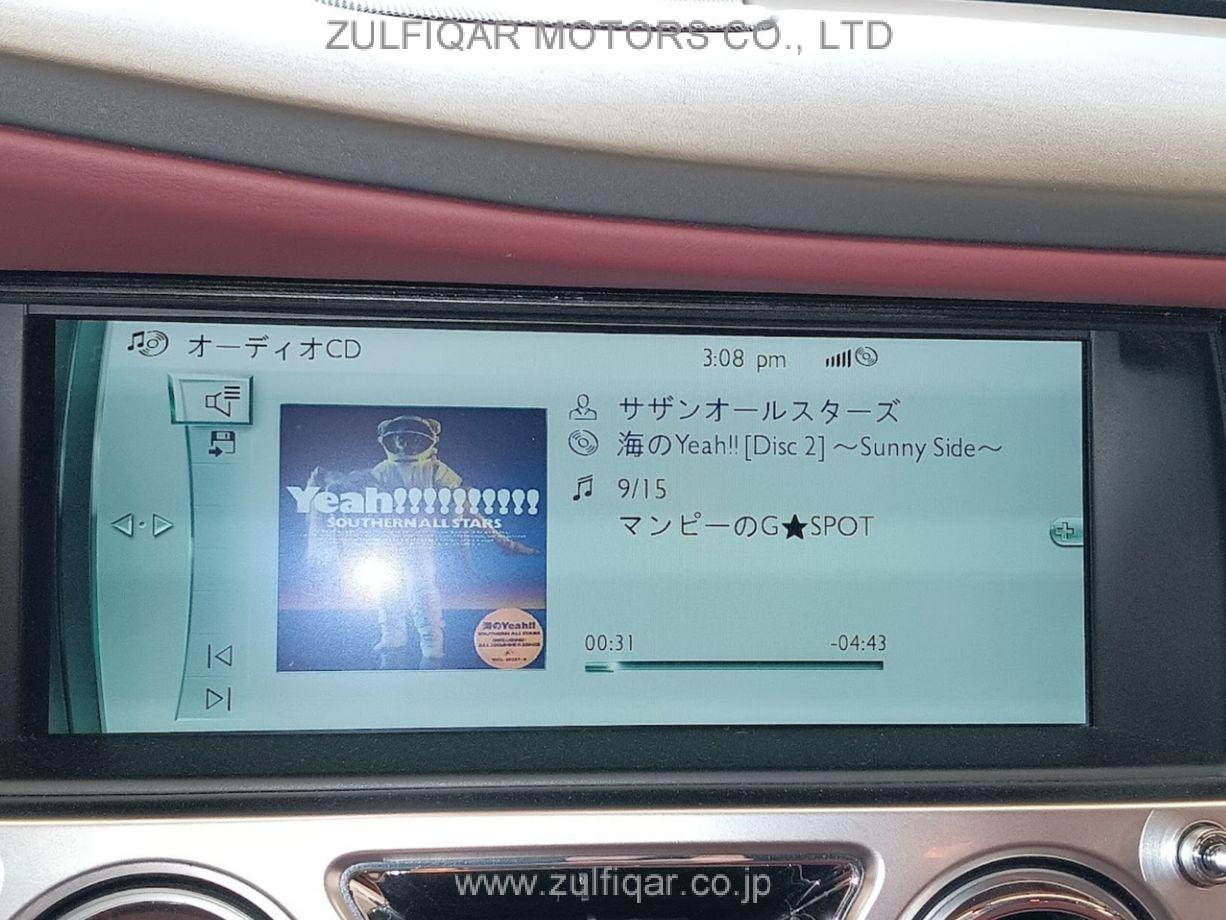 ZULFIQAR MOTORS CO., LTD
オーディオCD
3:08 pm
サザンオールスターズ
海のYeah!! [Disc 2] ～Sunny Side～
9/15
マンピーのG★SPOT
Yeah!!!!!!!!!!
SOUTHERN ALL STARS
海のYeah!!
SOUTHERN ALL STARS
00:31
-04:43
www.zulfiqar.co.jp